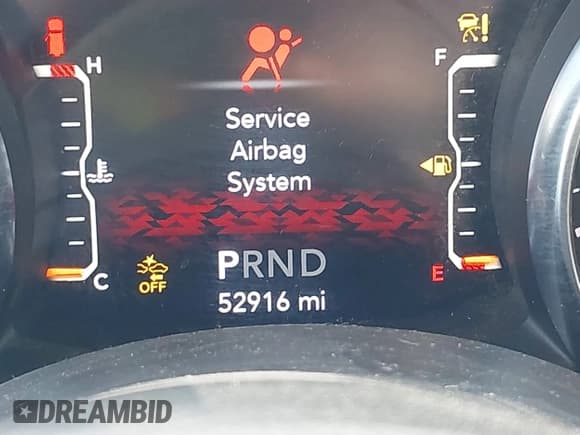 H
F
Service
Airbag
System
C
OFF
PRND
E
52916 mi
DREAMBID